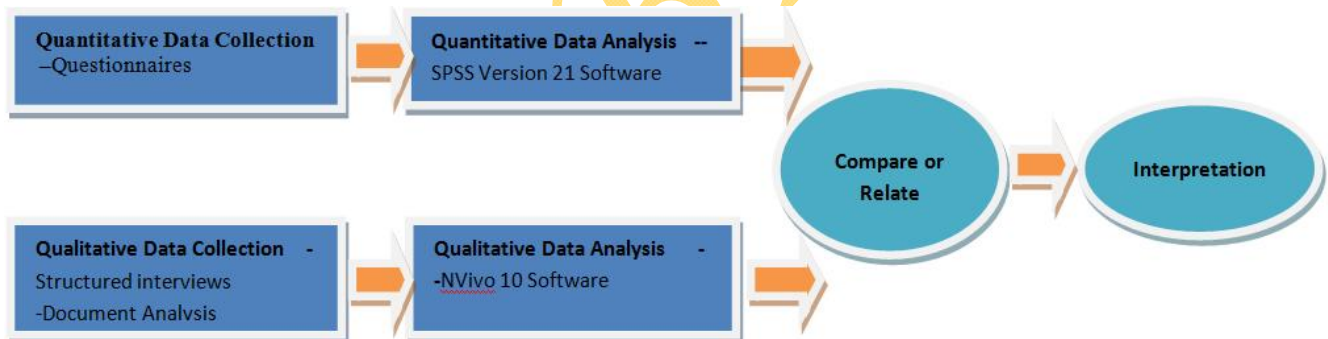 Quantitative Data Collection
–Questionnaires
Quantitative Data Analysis --
SPSS Version 21 Software
Compare or
Relate
Interpretation
Qualitative Data Collection -
Structured interviews
-Document Analysis
Qualitative Data Analysis -
-NVivo 10 Software